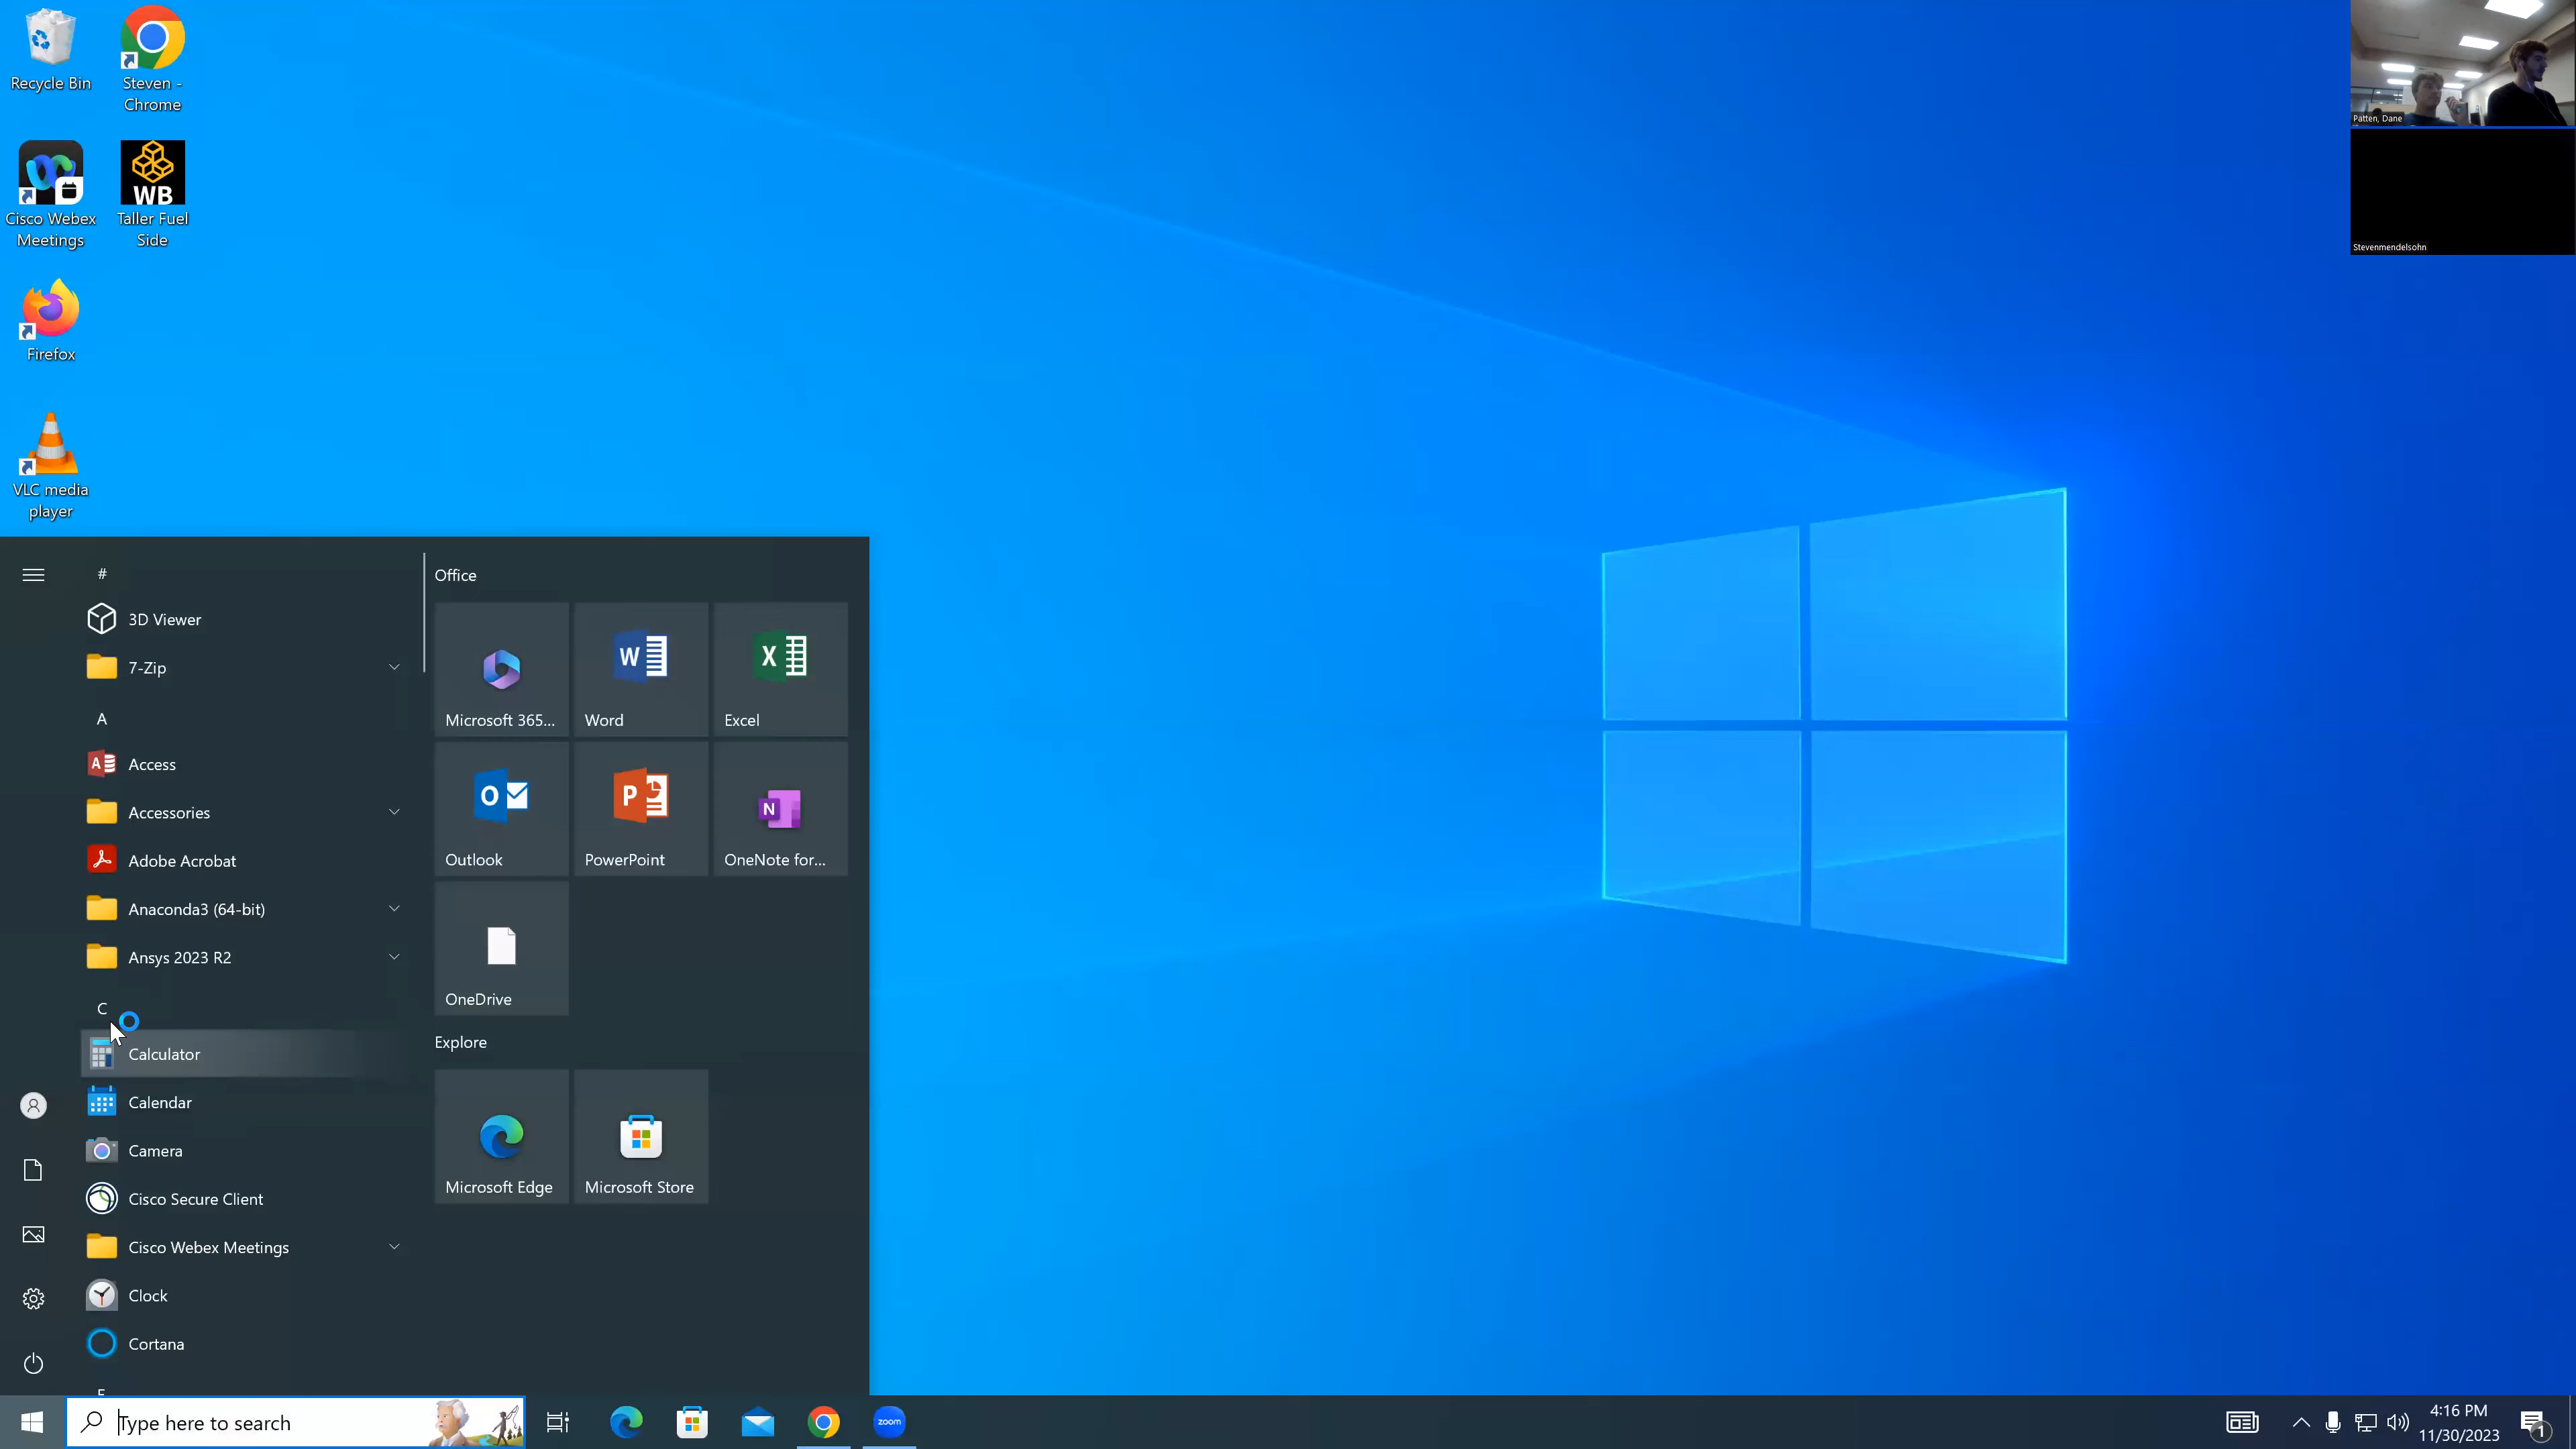 Recycle Bin
Steven -
Chrome
Cisco Webex
Meetings
WB
Taller Fuel
Side
Firefox
VLC media
player
Patten, Dane
Stevenmendelsohn
#
3D Viewer
7-Zip
A
Access
Accessories
Adobe Acrobat
Anaconda3 (64-bit)
Ansys 2023 R2
C
Calculator
Calendar
Camera
Cisco Secure Client
Cisco Webex Meetings
Clock
Cortana
Office
Microsoft 365...
Word
Excel
Outlook
PowerPoint
OneNote for...
OneDrive
Explore
Microsoft Edge
Microsoft Store
Type here to search
zoom
4:16 PM
11/30/2023
1